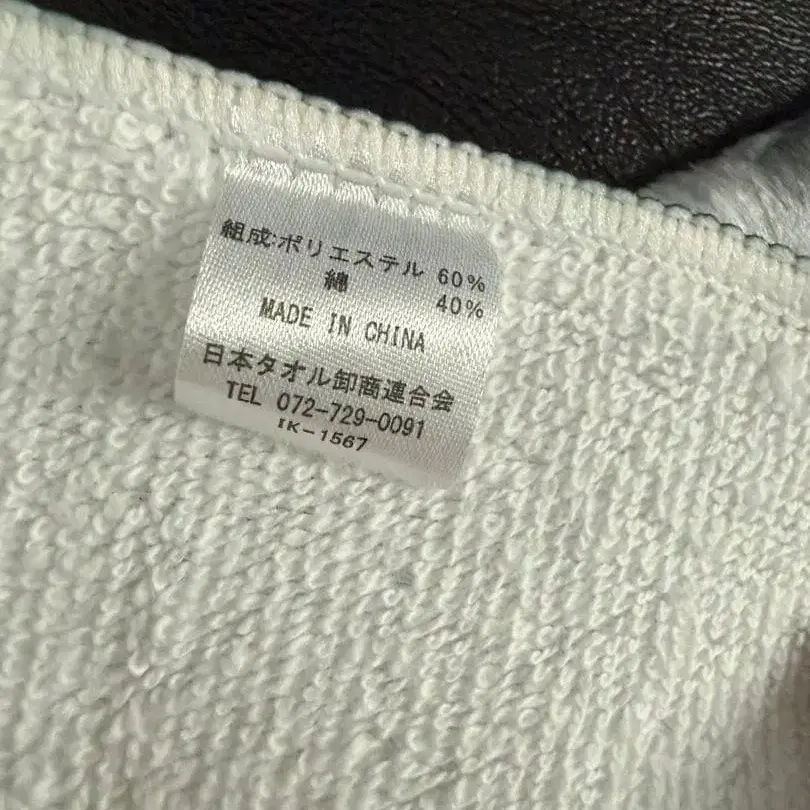 組成:ポリエステル 60%
綿 40%
MADE IN CHINA
日本タオル卸商連合会
TEL 072-729-0091
IK-1567